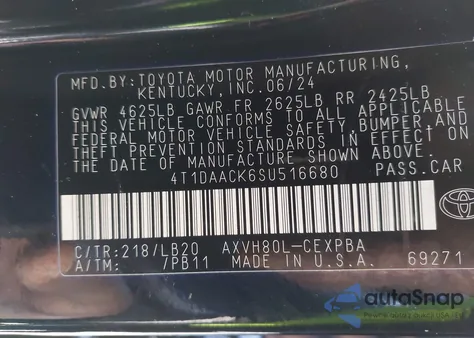 MFD.BY:TOYOTA MOTOR MANUFACTURING,
KENTUCKY,INC.06/24
GVWR 4625LB GAWR FR 2625LB RR 2425LB
THIS VEHICLE CONFORMS TO ALL APPLICABLE
FEDERAL MOTOR VEHICLE SAFETY,BUMPER,AND
THEFT PREVENTION STANDARDS IN EFFECT ON
THE DATE OF MANUFACTURE SHOWN ABOVE.
4T1DAACK6SU516680 PASS.CAR
C/TR:218/LB20 AXVH80L-CEXPBA
A/TM: /PB11 MADE IN U.S.A. 69271
autoSnap